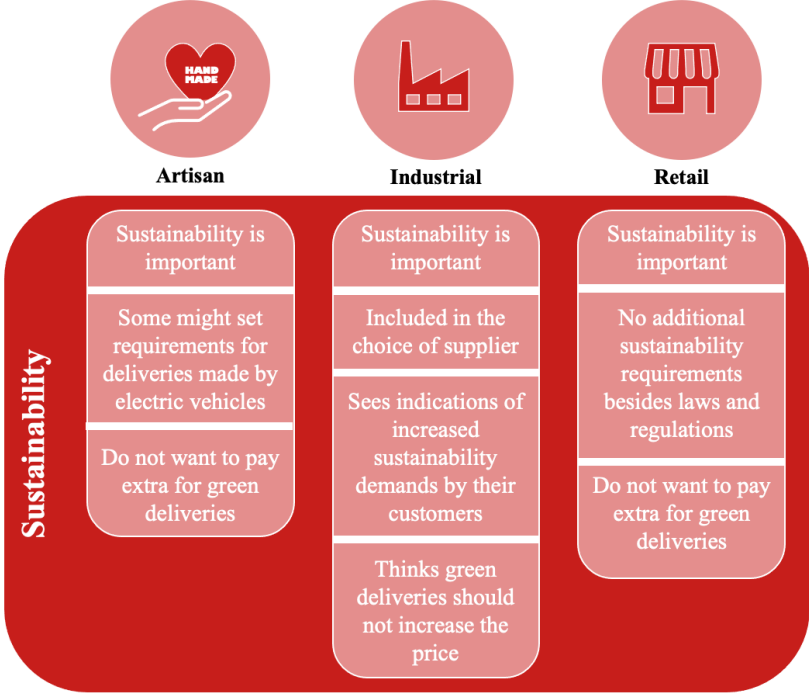 HAND
MADE
Artisan
Industrial
Retail
Sustainability
Sustainability is
important
Some might set
requirements for
deliveries made by
electric vehicles
Do not want to pay
extra for green
deliveries
Sustainability is
important
Included in the
choice of supplier
Sees indications of
increased
sustainability
demands by their
customers
Thinks green
deliveries should
not increase the
price
Sustainability is
important
No additional
sustainability
requirements
besides laws and
regulations
Do not want to pay
extra for green
deliveries